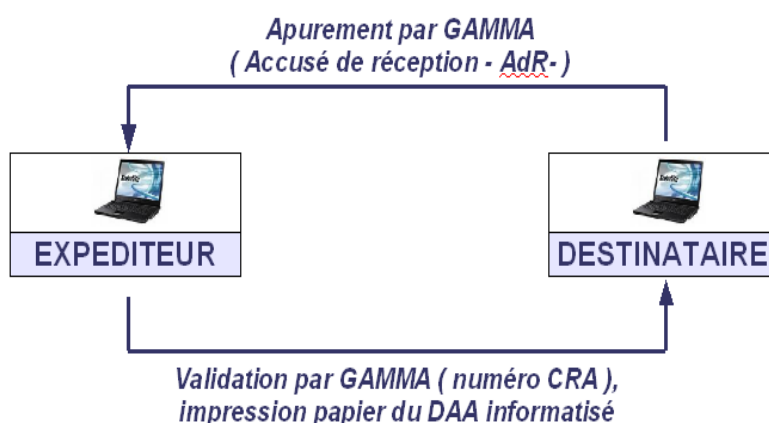 Apurement par GAMMA
( Accusé de réception - AdR- )
EXPEDITEUR
DESTINATAIRE
Validation par GAMMA ( numéro CRA ),
impression papier du DAA informatisé